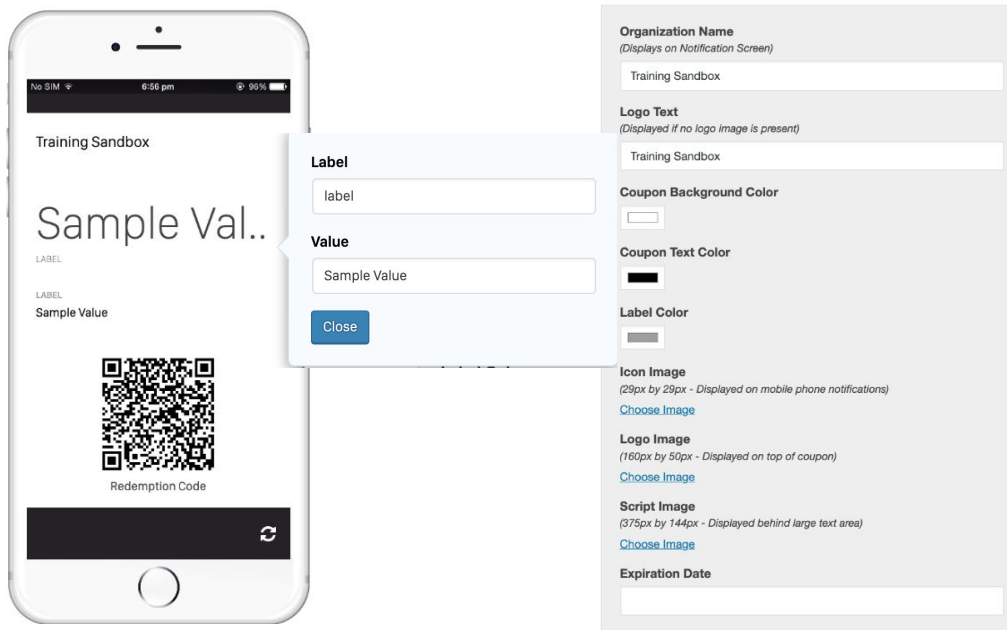 No SIM 6:56 pm 96%
Training Sandbox
Sample Val..
LABEL
LABEL
Sample Value
Redemption Code
Label
label
Value
Sample Value
Close
Organization Name
(Displays on Notification Screen)
Training Sandbox
Logo Text
(Displayed if no logo image is present)
Training Sandbox
Coupon Background Color
Coupon Text Color
Label Color
Icon Image
(29px by 29px - Displayed on mobile phone notifications)
Choose Image
Logo Image
(160px by 50px - Displayed on top of coupon)
Choose Image
Script Image
(375px by 144px - Displayed behind large text area)
Choose Image
Expiration Date